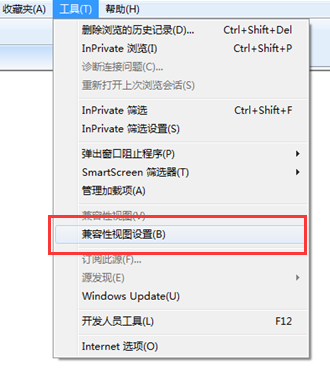 收藏夹(A) 工具(T) 帮助(H)
删除浏览的历史记录(D)... Ctrl+Shift+Del
InPrivate 浏览(I) Ctrl+Shift+P
诊断连接问题(C)...
重新打开上次浏览会话(S)
InPrivate 筛选 Ctrl+Shift+F
InPrivate 筛选设置(S)
弹出窗口阻止程序(P)
SmartScreen 筛选器(T)
管理加载项(A)
兼容性视图(V)
兼容性视图设置(B)
订阅此源(F)...
源发现(E)
Windows Update(U)
开发人员工具(L) F12
Internet 选项(O)